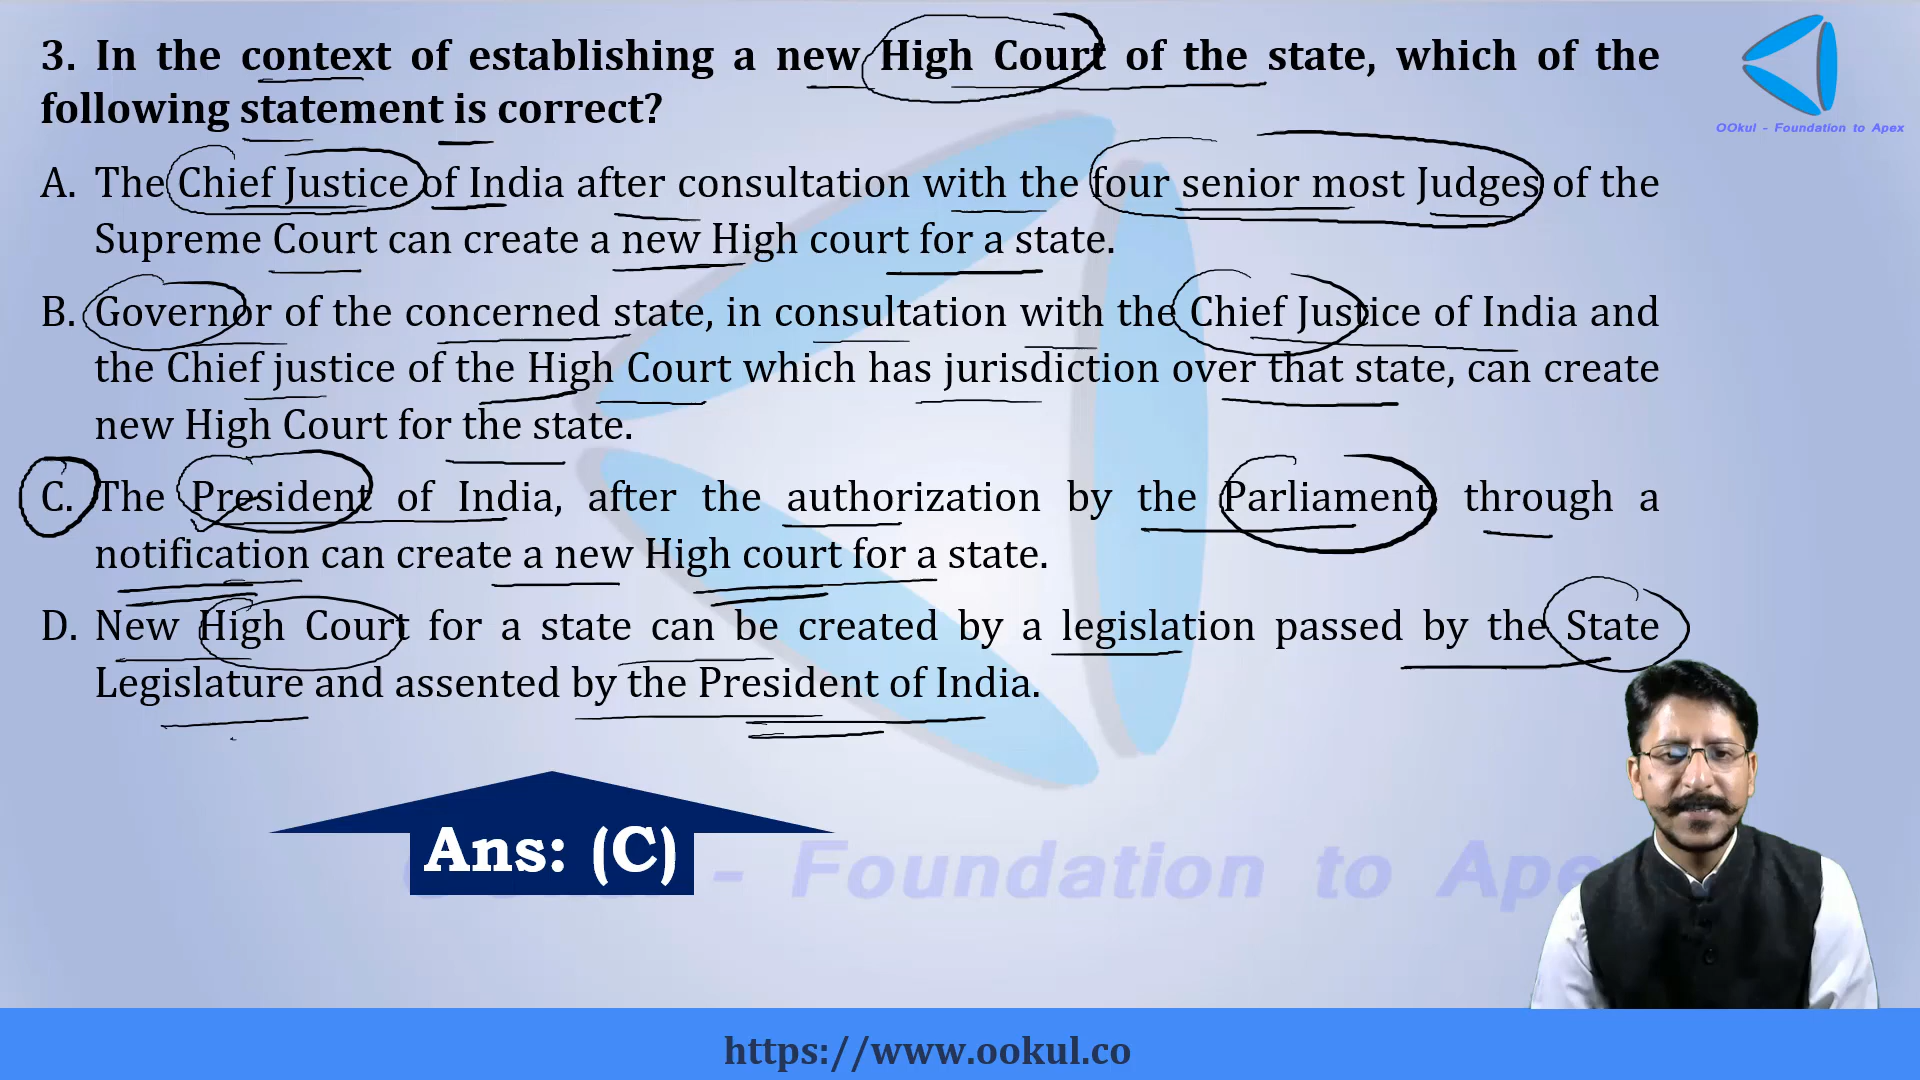 3. In the context of establishing a new High Court of the state, which of the
following statement is correct?
OOkul - Foundation to Apex
A. The Chief Justice of India after consultation with the four senior most Judges of the
Supreme Court can create a new High court for a state.
B. Governor of the concerned state, in consultation with the Chief Justice of India and
the Chief justice of the High Court which has jurisdiction over that state, can create
new High Court for the state.
C. The President of India, after the authorization by the Parliament through a
notification can create a new High court for a state.
D. New High Court for a state can be created by a legislation passed by the State
Legislature and assented by the President of India.
Ans: (C)
- Foundation to Ape
https://www.ookul.co